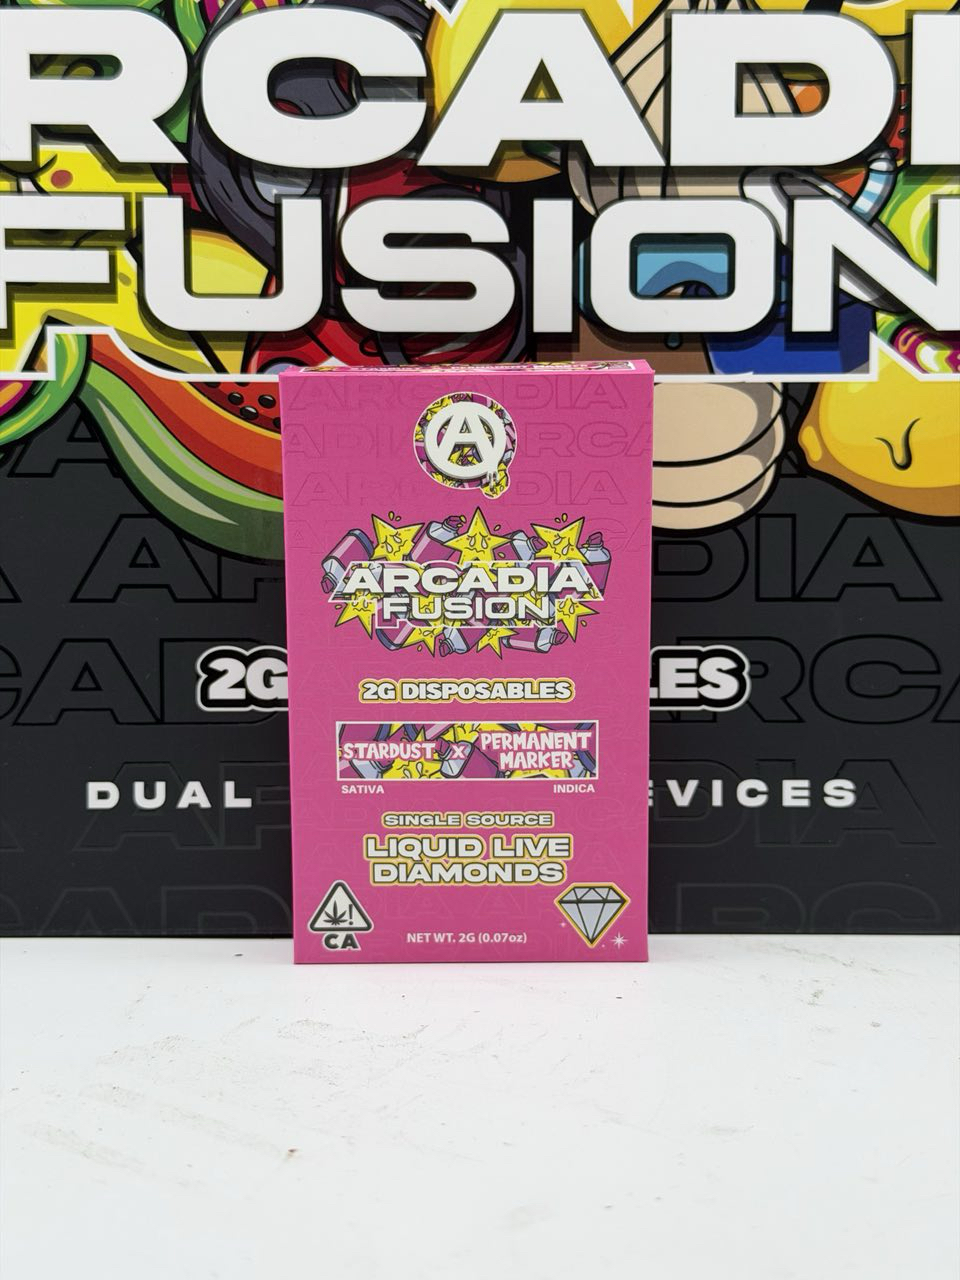 RCADI
FUSION
ARCADIA
FUSION
2G DISPOSABLES
STARDUST X PERMANENT
MARKER
SATIVA INDICA
SINGLE SOURCE
LIQUID LIVE
DIAMONDS
CA
NET WT. 2G (0.07oz)
2G LES
DUAL EVICES
ARCADIA